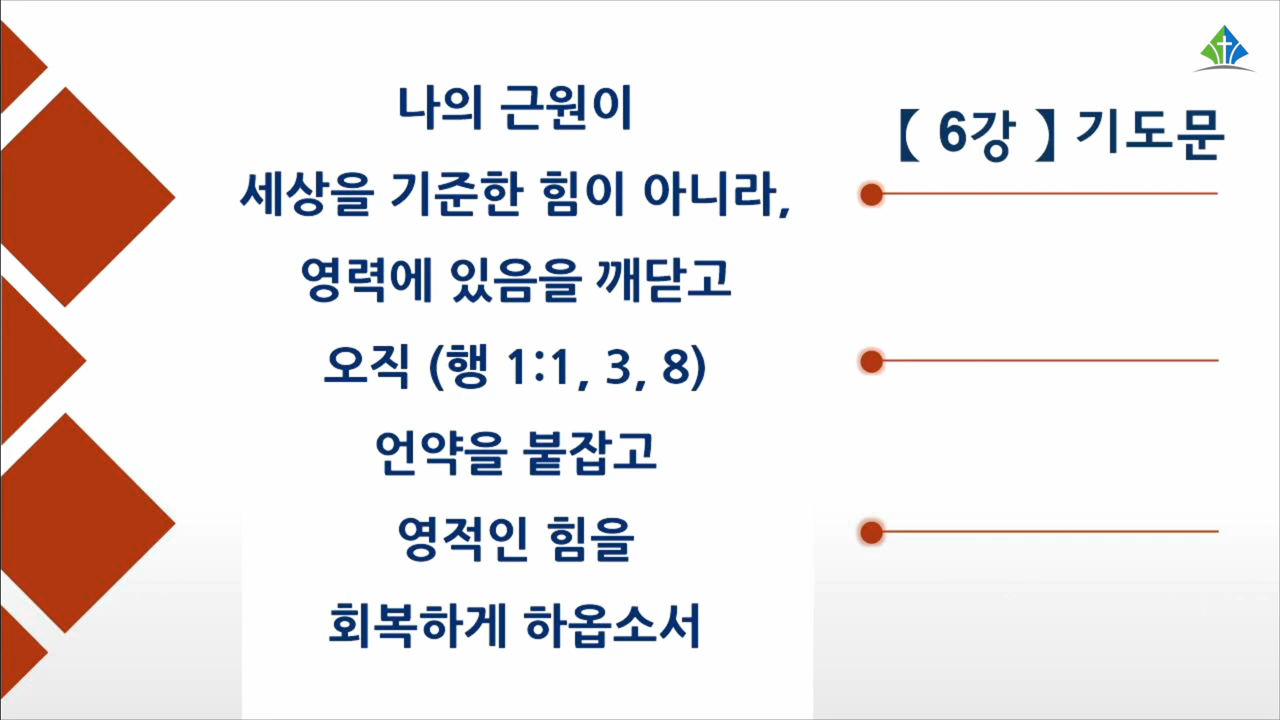 나의 근원이
세상을 기준한 힘이 아니라,
영력에 있음을 깨닫고
오직 (행 1:1, 3, 8)
언약을 붙잡고
영적인 힘을
회복하게 하옵소서
【 6강 】 기도문